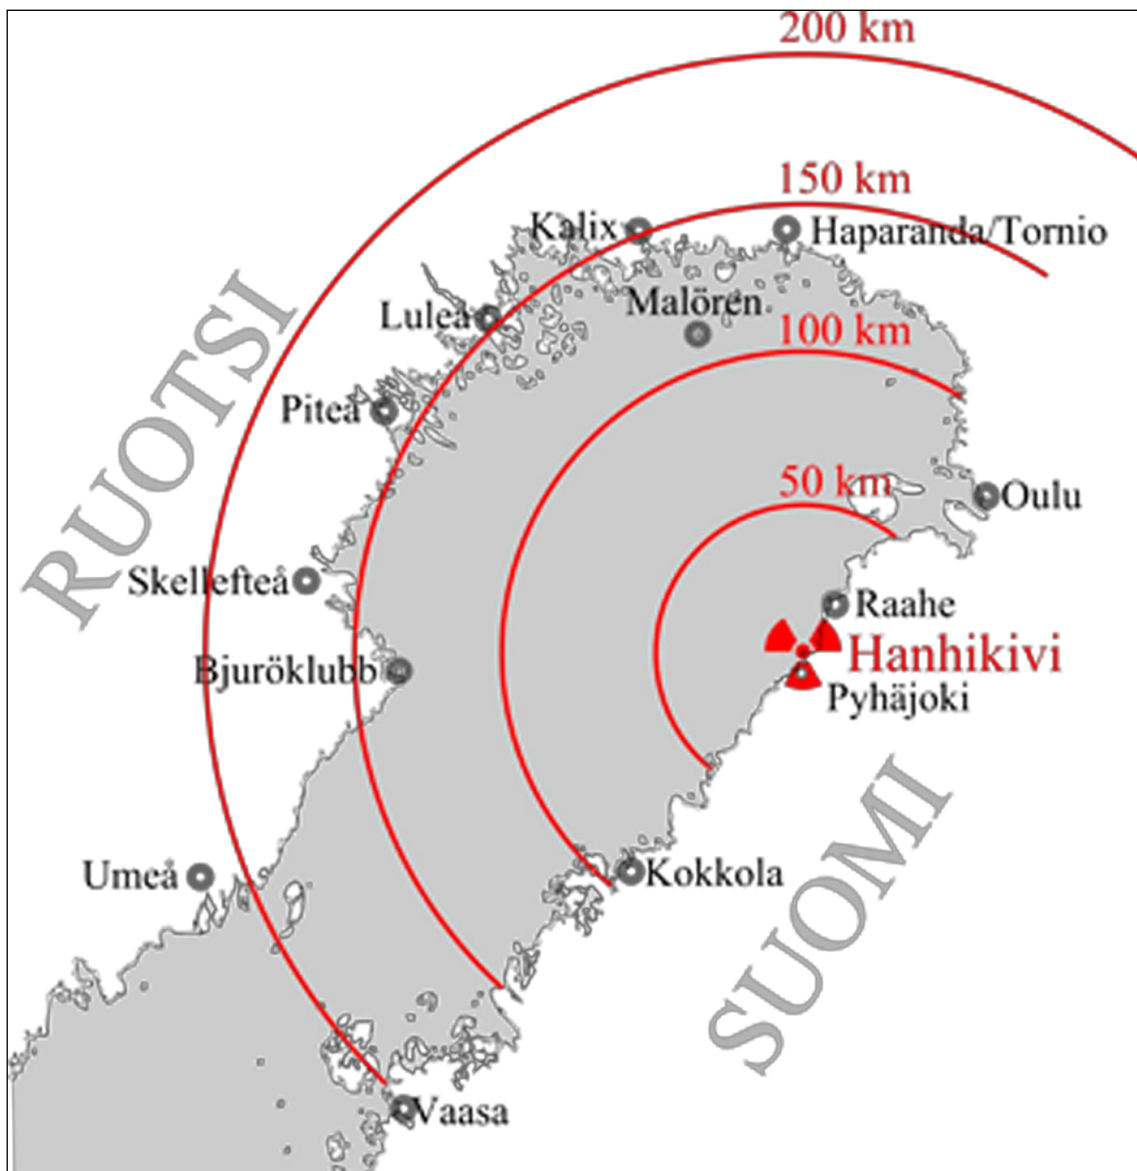 200 km
150 km
Kalix
Haparanda/Tornio
Malören
Luleå
100 km
RUOTSI
Piteå
50 km
Oulu
Skellefteå
Raahe
Hanhikivi
Bjuröklubb
Pyhäjoki
SUOMI
Umeå
Kokkola
Vaasa